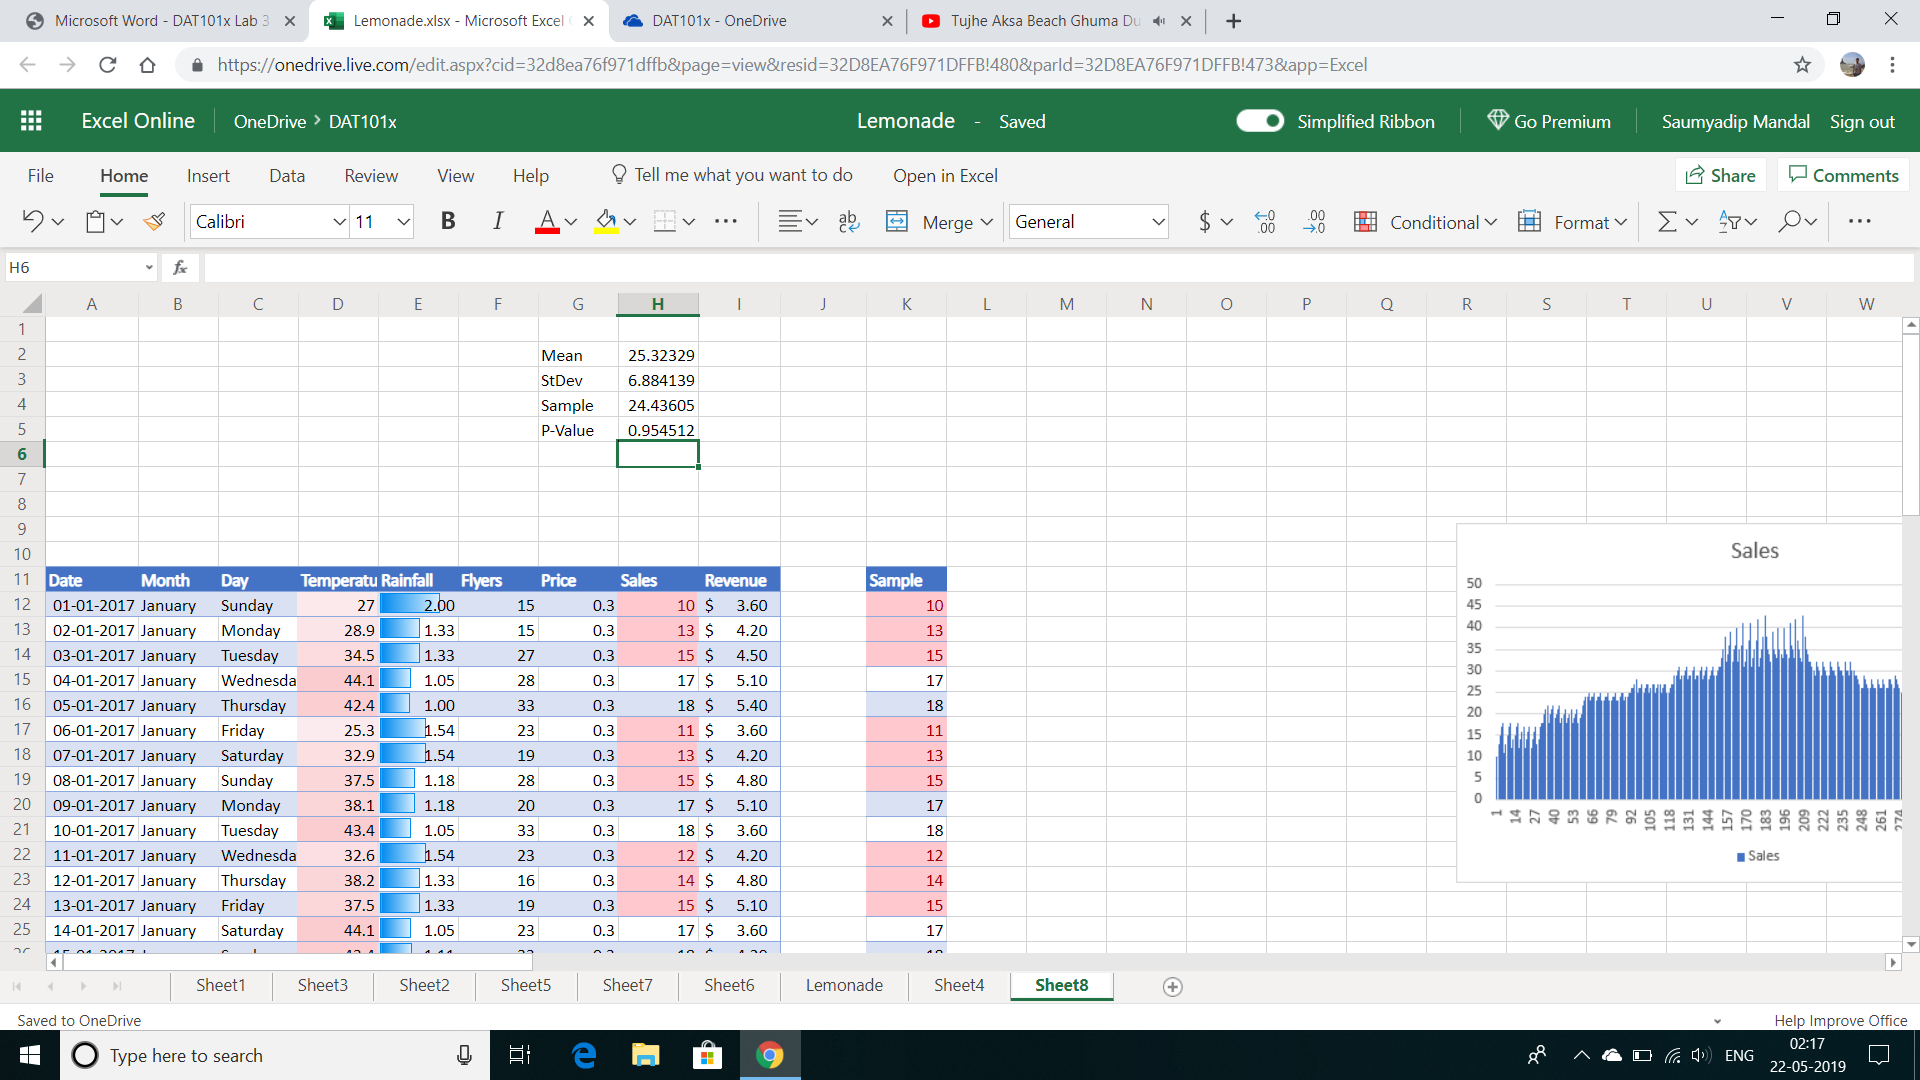 Microsoft Word - DAT101x Lab 3
Lemonade.xlsx - Microsoft Excel
DAT101x - OneDrive
Tujhe Aksa Beach Ghuma Du
https://onedrive.live.com/edit.aspx?cid=32d8ea76f971dffb&page=view&resid=32D8EA76F971DFFB!480&parId=32D8EA76F971DFFB!473&app=Excel
Excel Online OneDrive > DAT101x Lemonade - Saved Simplified Ribbon Go Premium Saumyadip Mandal Sign out
File Home Insert Data Review View Help Tell me what you want to do Open in Excel Share Comments
Calibri 11 B I A ab Merge General $ Conditional Format
H6 fx
A B C D E F G H I J K L M N O P Q R S T U V W
1
2 Mean 25.32329
3 StDev 6.884139
4 Sample 24.43605
5 P-Value 0.954512
6
7
8
9
10
11 Date Month Day Temperatu Rainfall Flyers Price Sales Revenue Sample
12 01-01-2017 January Sunday 27 2.00 15 0.3 10 $ 3.60 10
13 02-01-2017 January Monday 28.9 1.33 15 0.3 13 $ 4.20 13
14 03-01-2017 January Tuesday 34.5 1.33 27 0.3 15 $ 4.50 15
15 04-01-2017 January Wednesda 44.1 1.05 28 0.3 17 $ 5.10 17
16 05-01-2017 January Thursday 42.4 1.00 33 0.3 18 $ 5.40 18
17 06-01-2017 January Friday 25.3 1.54 23 0.3 11 $ 3.60 11
18 07-01-2017 January Saturday 32.9 1.54 19 0.3 13 $ 4.20 13
19 08-01-2017 January Sunday 37.5 1.18 28 0.3 15 $ 4.80 15
20 09-01-2017 January Monday 38.1 1.18 20 0.3 17 $ 5.10 17
21 10-01-2017 January Tuesday 43.4 1.05 33 0.3 18 $ 3.60 18
22 11-01-2017 January Wednesda 32.6 1.54 23 0.3 12 $ 4.20 12
23 12-01-2017 January Thursday 38.2 1.33 16 0.3 14 $ 4.80 14
24 13-01-2017 January Friday 37.5 1.33 19 0.3 15 $ 5.10 15
25 14-01-2017 January Saturday 44.1 1.05 23 0.3 17 $ 3.60 17
Sales
50
45
40
35
30
25
20
15
10
5
0
1 14 27 40 53 66 79 92 105 118 131 144 157 170 183 196 209 222 235 248 261 274
Sales
Sheet1 Sheet3 Sheet2 Sheet5 Sheet7 Sheet6 Lemonade Sheet4 Sheet8
Saved to OneDrive Help Improve Office
Type here to search
ENG
02:17
22-05-2019